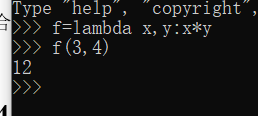 Type "help", "copyright",
>>> f=lambda x,y:x*y
>>> f(3,4)
12
>>>